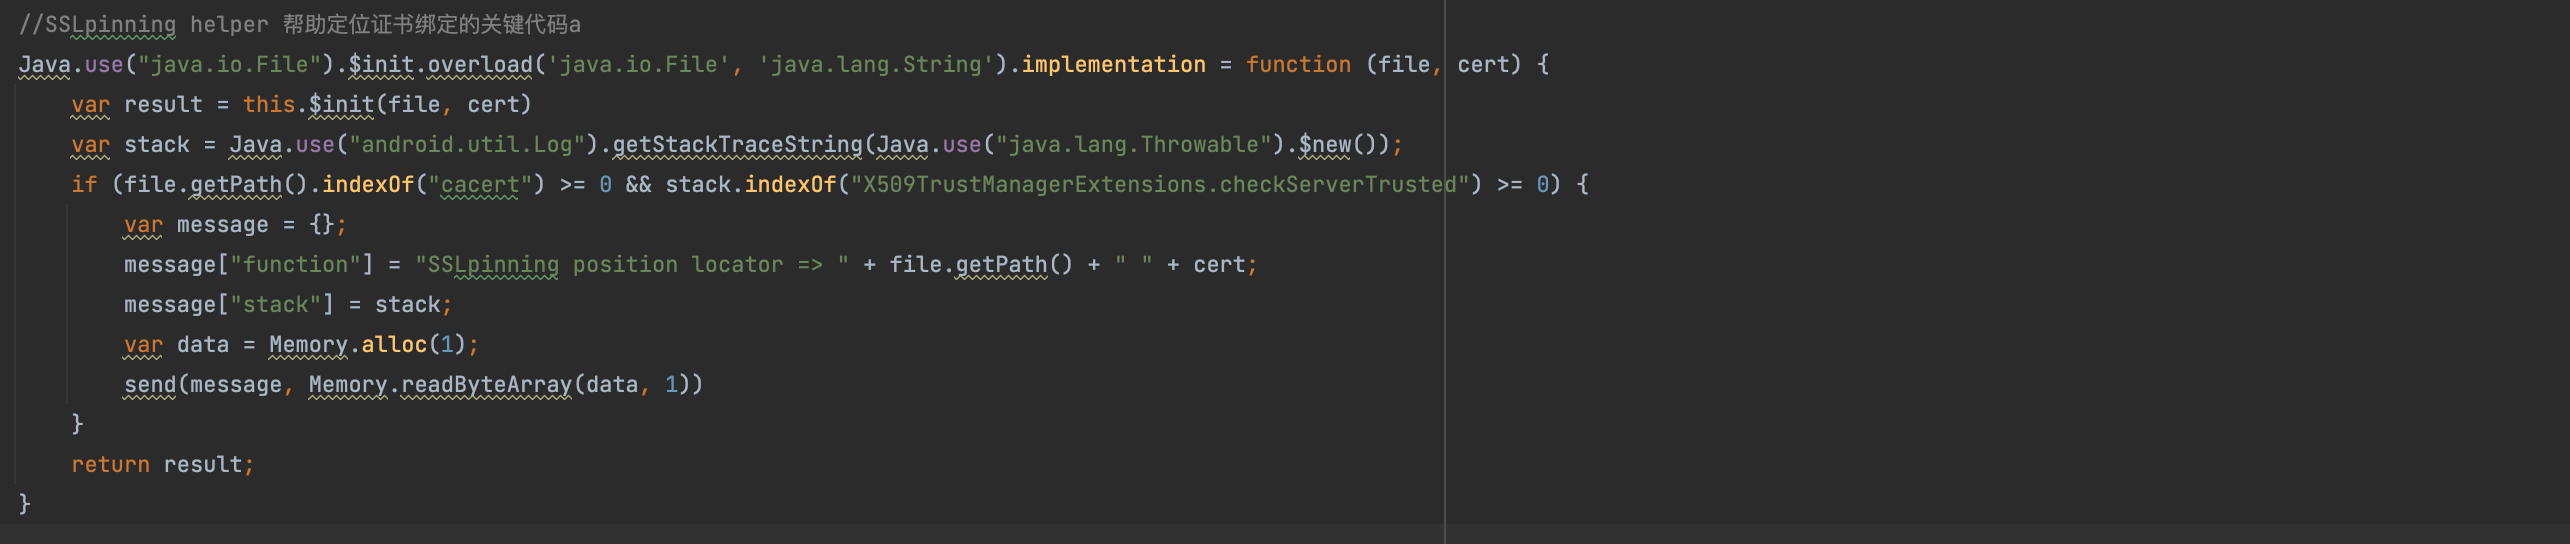 //SSLpinning helper 帮助定位证书绑定的关键代码a
Java.use("java.io.File").$init.overload('java.io.File', 'java.lang.String').implementation = function (file, cert) {
    var result = this.$init(file, cert)
    var stack = Java.use("android.util.Log").getStackTraceString(Java.use("java.lang.Throwable").$new());
    if (file.getPath().indexOf("cacert") >= 0 && stack.indexOf("X509TrustManagerExtensions.checkServerTrusted") >= 0) {
        var message = {};
        message["function"] = "SSLpinning position locator => " + file.getPath() + " " + cert;
        message["stack"] = stack;
        var data = Memory.alloc(1);
        send(message, Memory.readByteArray(data, 1))
    }
    return result;
}